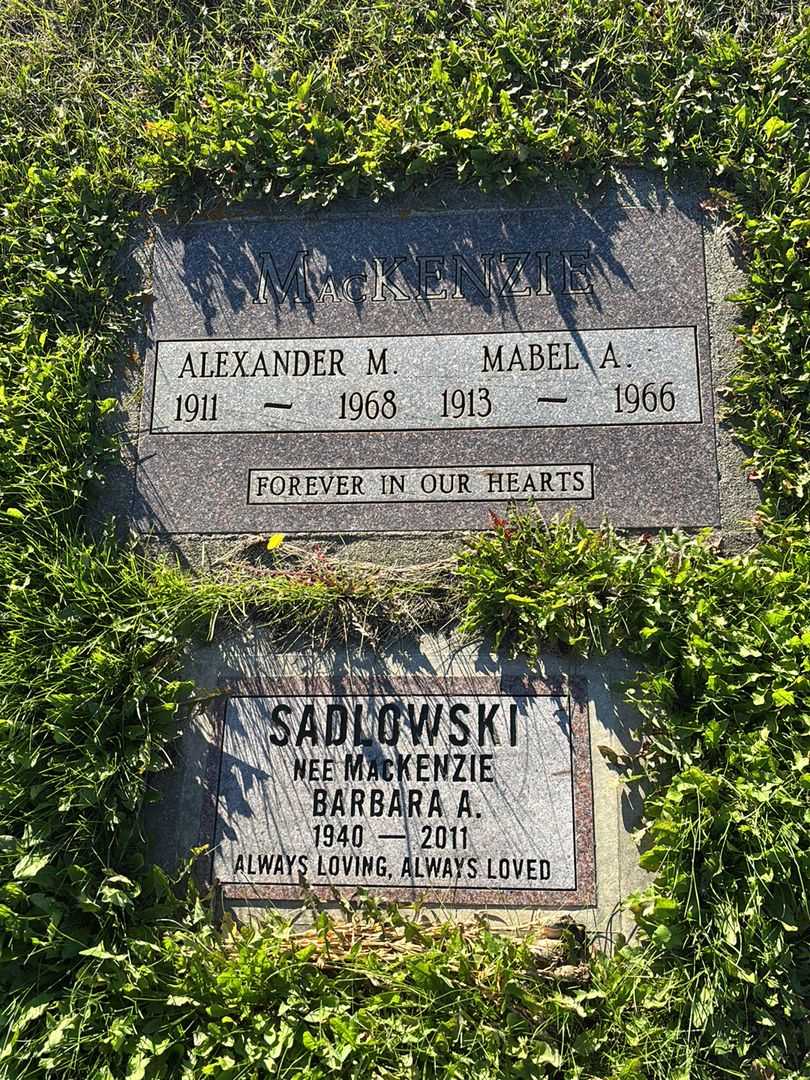 MacKENZIE
ALEXANDER M. MABEL A.
1911 — 1968 1913 — 1966
FOREVER IN OUR HEARTS
SADLOWSKI
NEE MacKENZIE
BARBARA A.
1940 — 2011
ALWAYS LOVING, ALWAYS LOVED